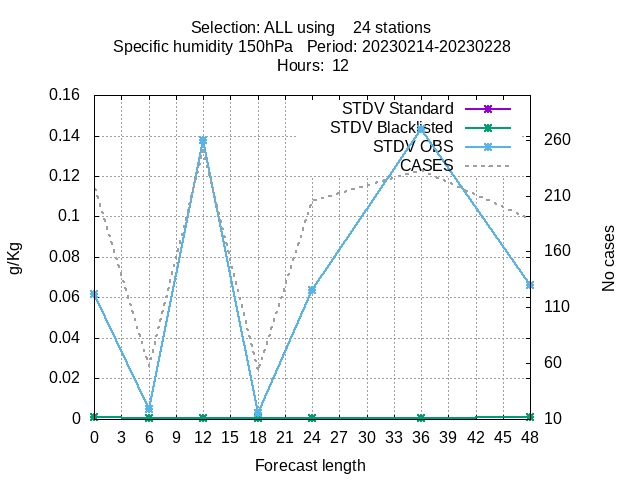 Selection: ALL using 24 stations
Specific humidity 150hPa Period: 20230214-20230228
Hours: 12
STDV Standard
STDV Blacklisted
STDV OBS
CASES
0.16
0.14
0.12
0.1
0.08
0.06
0.04
0.02
0
260
210
160
110
60
10
g/Kg
No cases
0 3 6 9 12 15 18 21 24 27 30 33 36 39 42 45 48
Forecast length